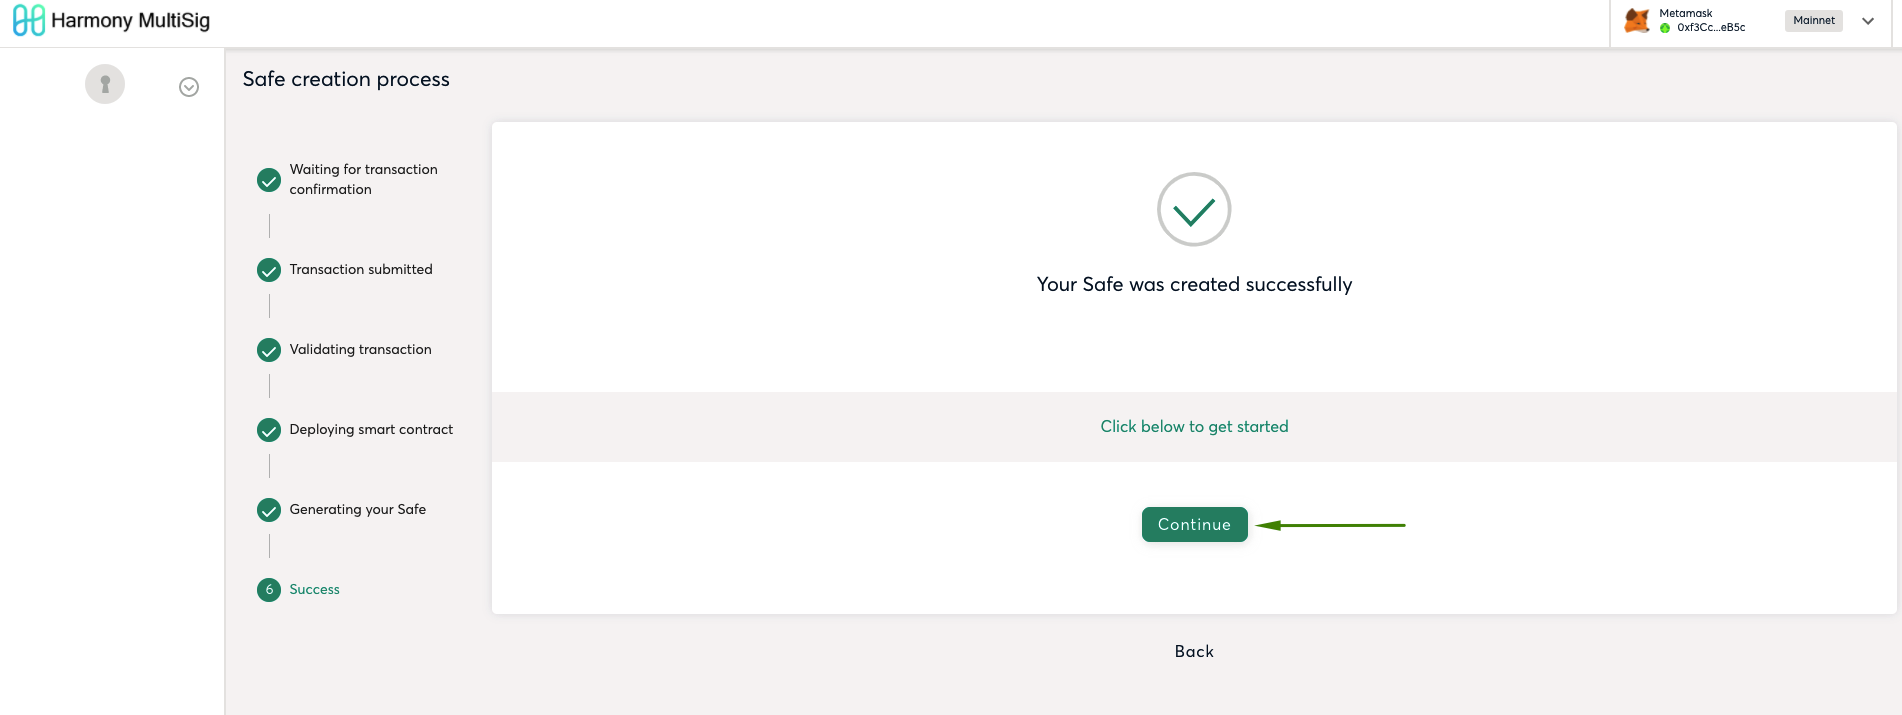 Harmony MultiSig
Metamask
0xf3Cc...eB5c
Mainnet
Safe creation process
Waiting for transaction
confirmation
Transaction submitted
Validating transaction
Deploying smart contract
Generating your Safe
6 Success
Your Safe was created successfully
Click below to get started
Continue
Back